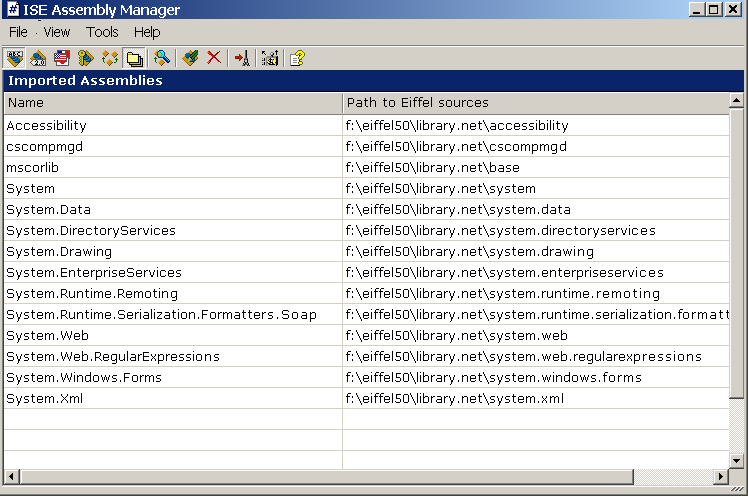 ISE Assembly Manager
File View Tools Help
Imported Assemblies
Name Path to Eiffel sources
Accessibility f:\eiffel50\library.net\accessibility
cscompmgd f:\eiffel50\library.net\cscompmgd
mscorlib f:\eiffel50\library.net\base
System f:\eiffel50\library.net\system
System.Data f:\eiffel50\library.net\system.data
System.DirectoryServices f:\eiffel50\library.net\system.directoryservices
System.Drawing f:\eiffel50\library.net\system.drawing
System.EnterpriseServices f:\eiffel50\library.net\system.enterpriseservices
System.Runtime.Remoting f:\eiffel50\library.net\system.runtime.remoting
System.Runtime.Serialization.Formatters.Soap f:\eiffel50\library.net\system.runtime.serialization.formatt
System.Web f:\eiffel50\library.net\system.web
System.Web.RegularExpressions f:\eiffel50\library.net\system.web.regularexpressions
System.Windows.Forms f:\eiffel50\library.net\system.windows.forms
System.Xml f:\eiffel50\library.net\system.xml